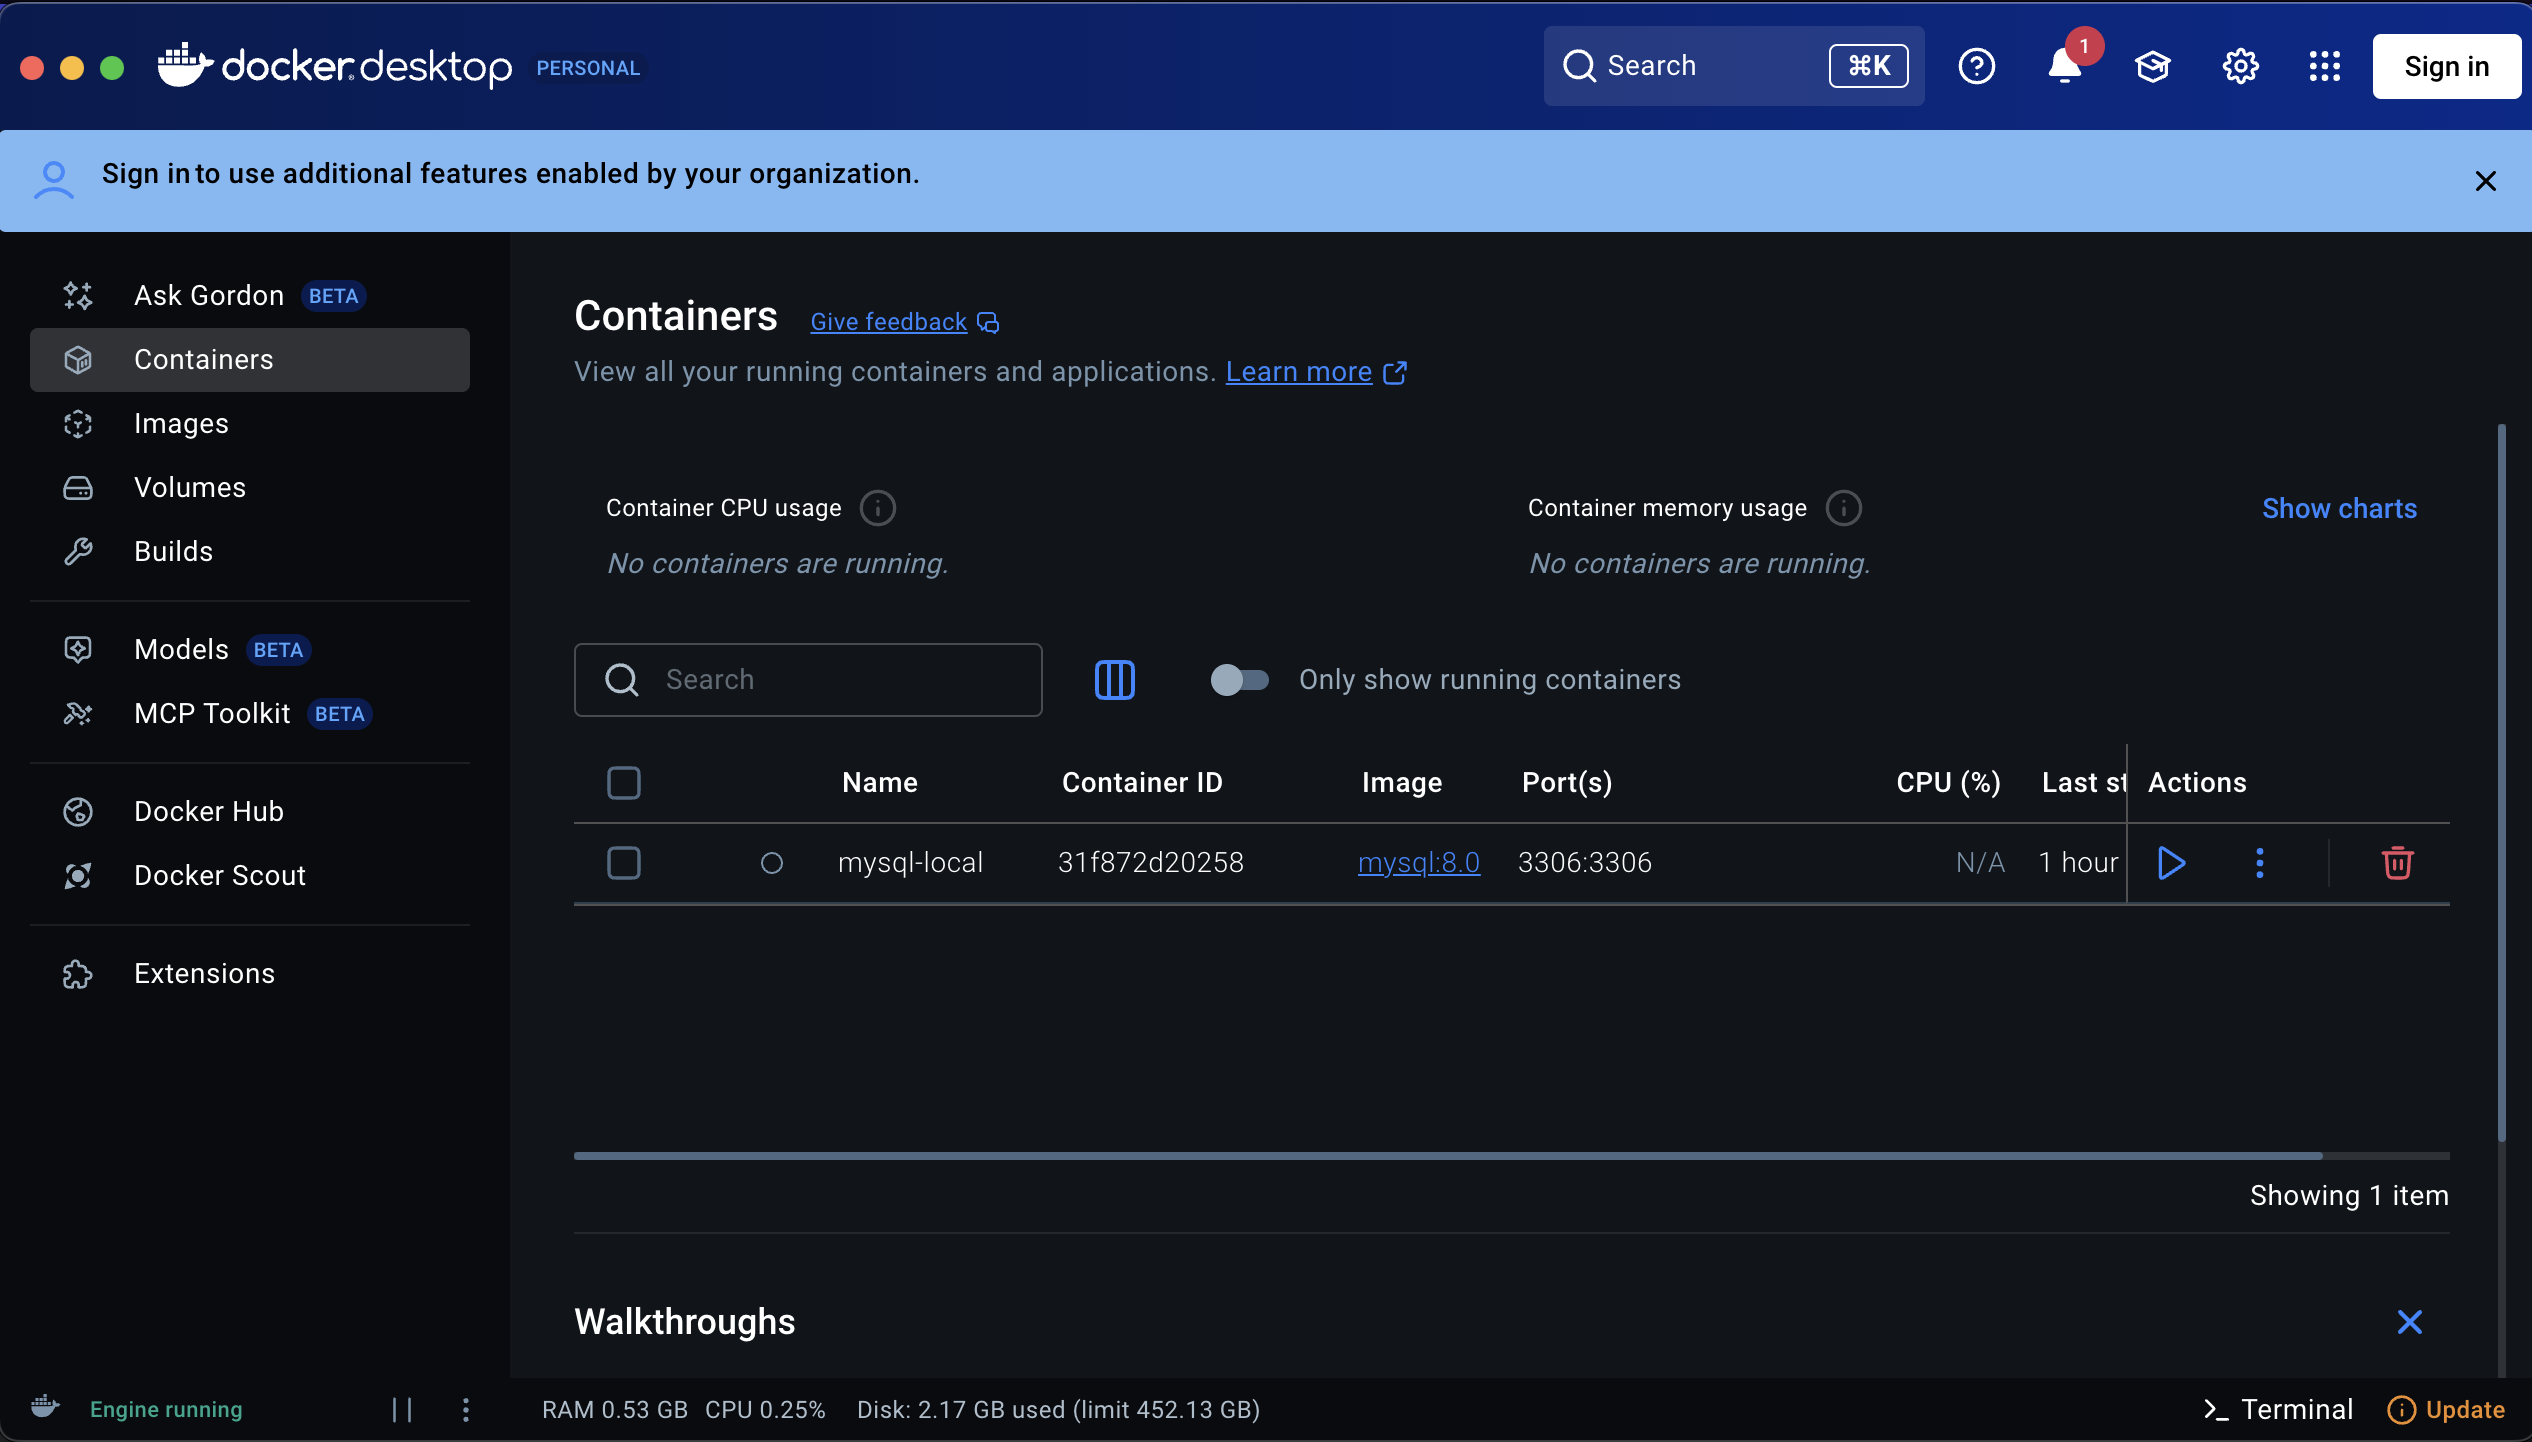 docker desktop PERSONAL
Search ⌘K
1
Sign in
Sign in to use additional features enabled by your organization.
Ask Gordon BETA
Containers
Images
Volumes
Builds
Models BETA
MCP Toolkit BETA
Docker Hub
Docker Scout
Extensions
Containers Give feedback
View all your running containers and applications. Learn more
Container CPU usage
No containers are running.
Container memory usage
No containers are running.
Show charts
Search
Only show running containers
Name Container ID Image Port(s) CPU (%) Last st Actions
mysql-local 31f872d20258 mysql:8.0 3306:3306 N/A 1 hour
Showing 1 item
Walkthroughs
Engine running
RAM 0.53 GB CPU 0.25% Disk: 2.17 GB used (limit 452.13 GB)
Terminal
Update